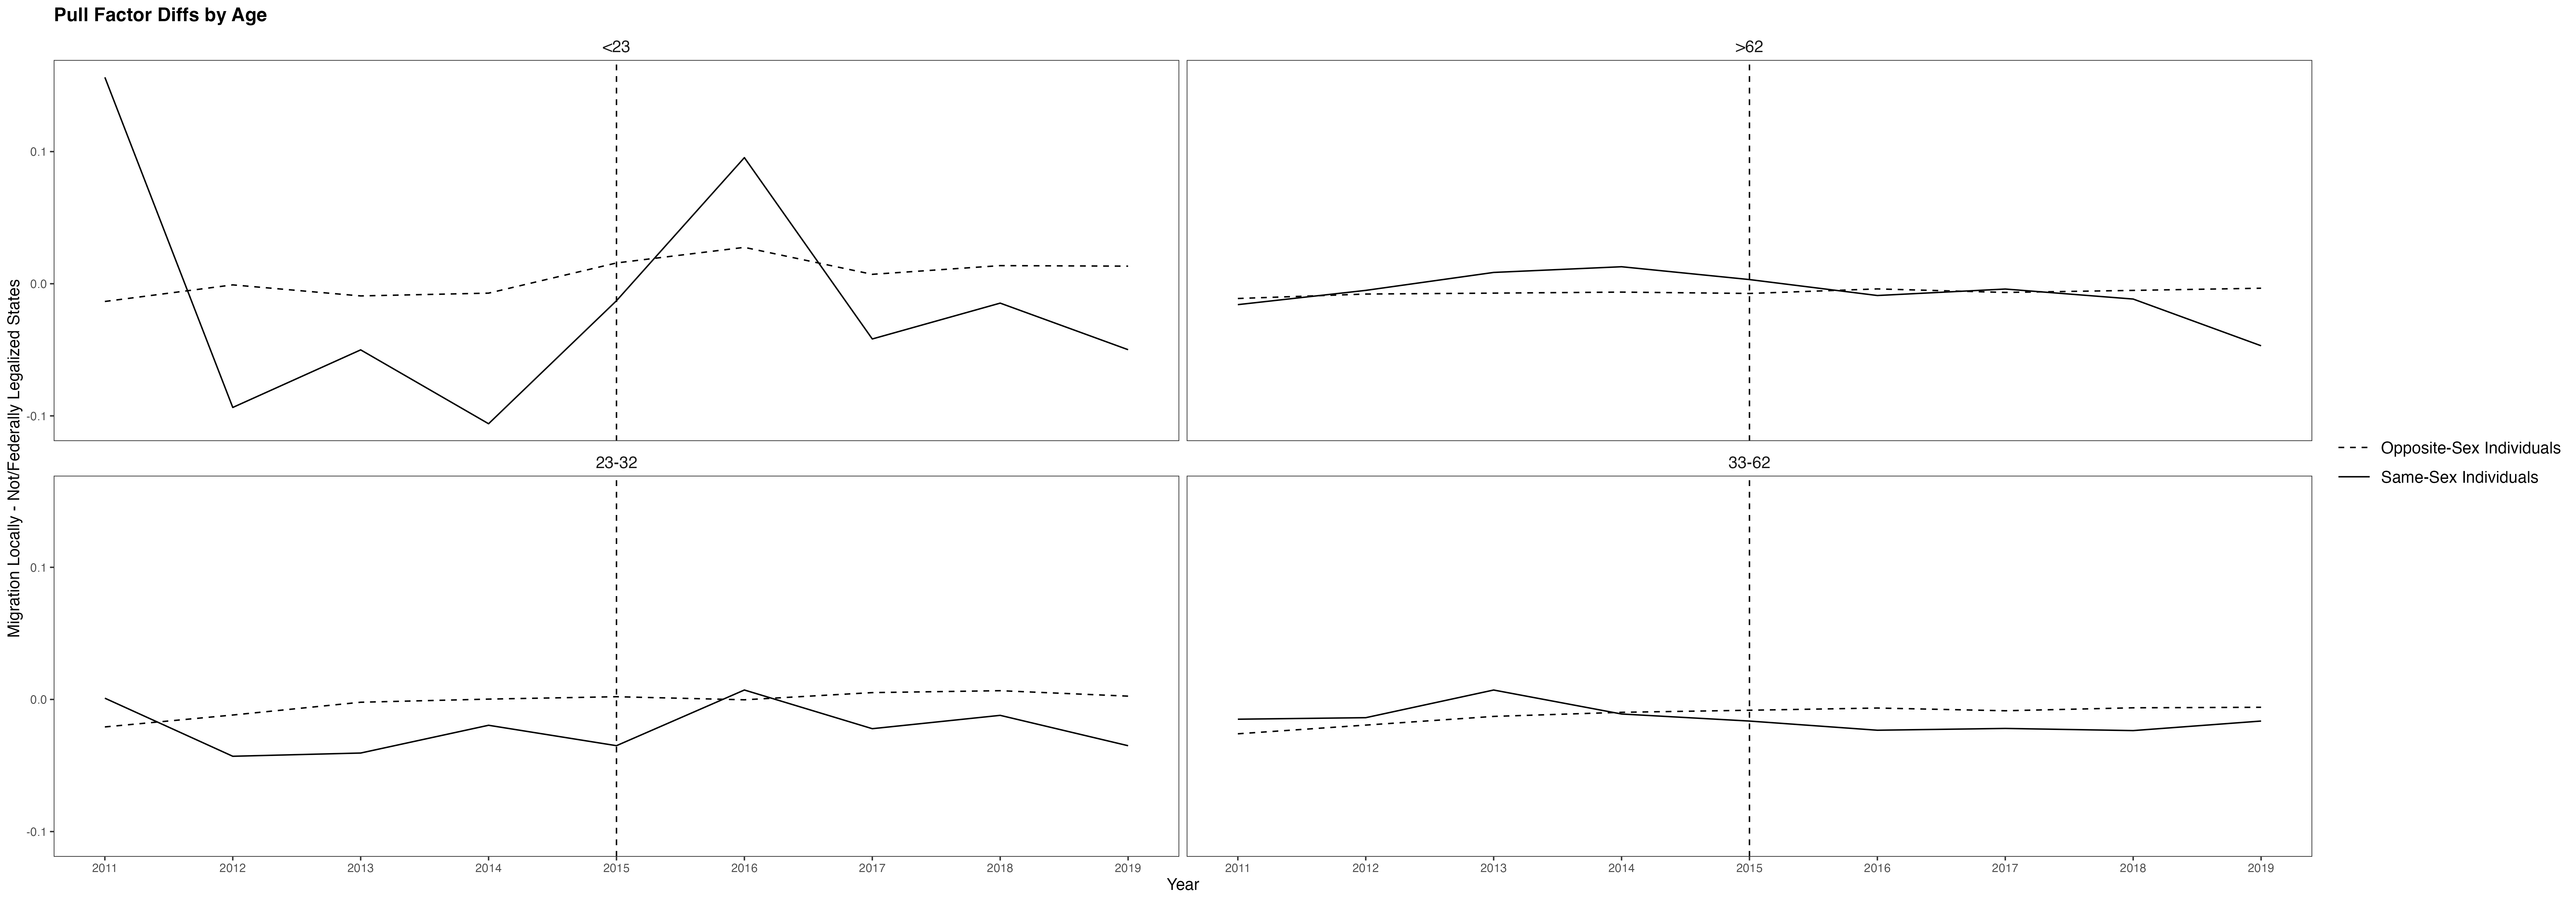 Pull Factor Diffs by Age
<23
>62
0.1
0.0
-0.1
23-32
33-62
0.1
0.0
-0.1
2011 2012 2013 2014 2015 2016 2017 2018 2019
2011 2012 2013 2014 2015 2016 2017 2018 2019
Year
Migration Locally - Not/Federally Legalized States
Opposite-Sex Individuals
Same-Sex Individuals